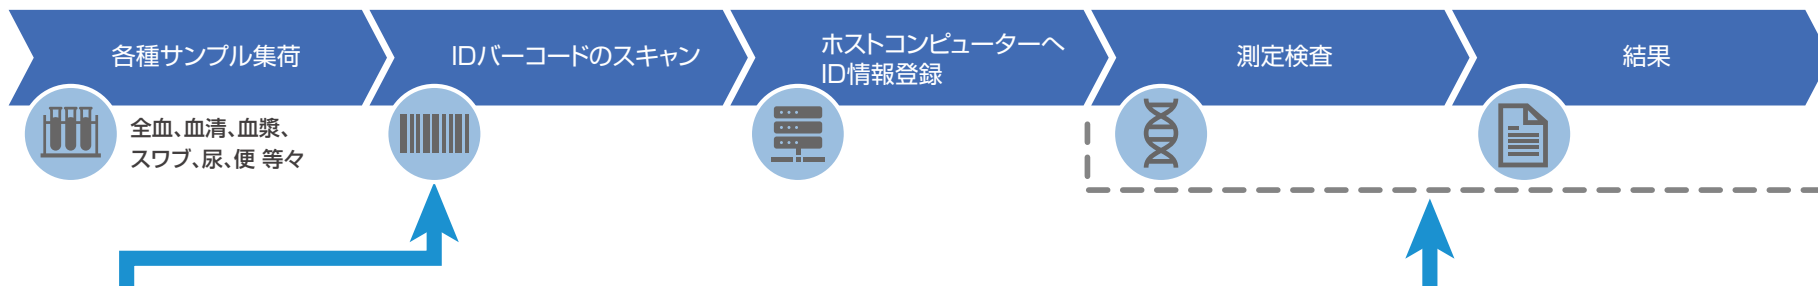 各種サンプル集荷
IDバーコードのスキャン
ホストコンピューターへ
ID情報登録
測定検査
結果
全血、血清、血漿、
スワブ、尿、便 等々